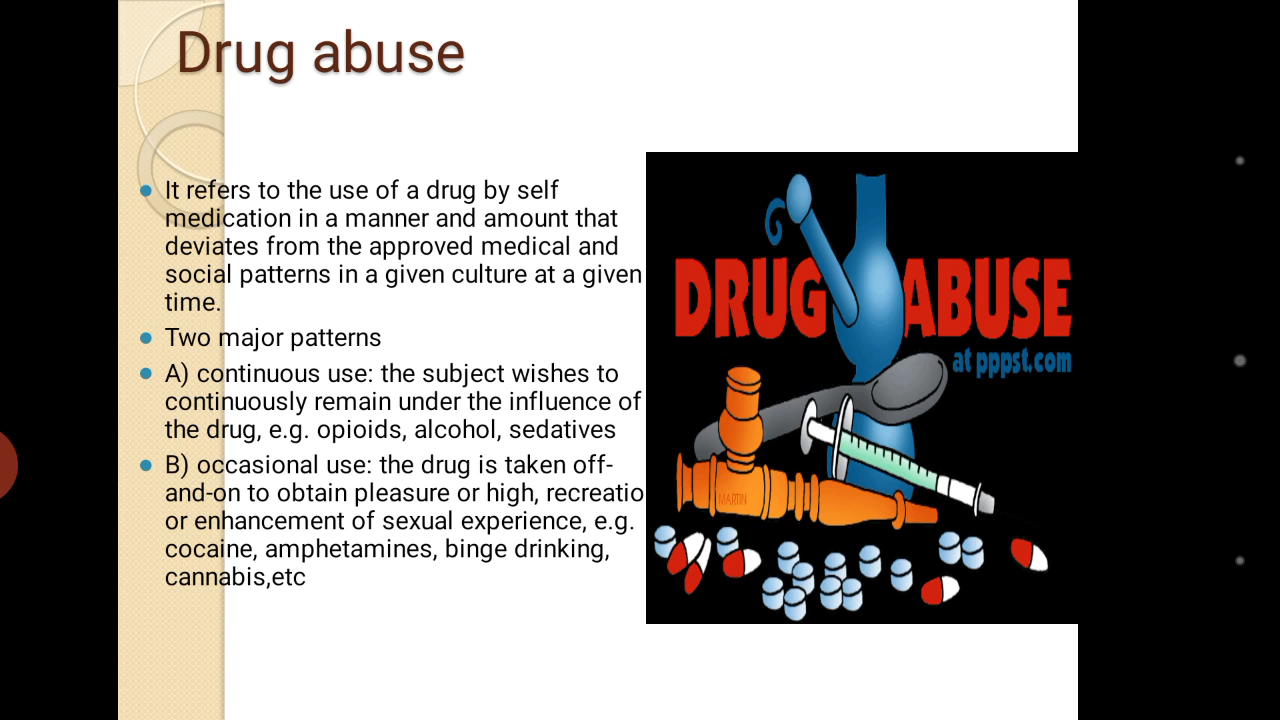 Drug abuse
It refers to the use of a drug by self
medication in a manner and amount that
deviates from the approved medical and
social patterns in a given culture at a given
time.
Two major patterns
A) continuous use: the subject wishes to
continuously remain under the influence of
the drug, e.g. opioids, alcohol, sedatives
B) occasional use: the drug is taken off-
and-on to obtain pleasure or high, recreatio
or enhancement of sexual experience, e.g.
cocaine, amphetamines, binge drinking,
cannabis,etc
DRUG ABUSE
at pppst.com
MARTIN